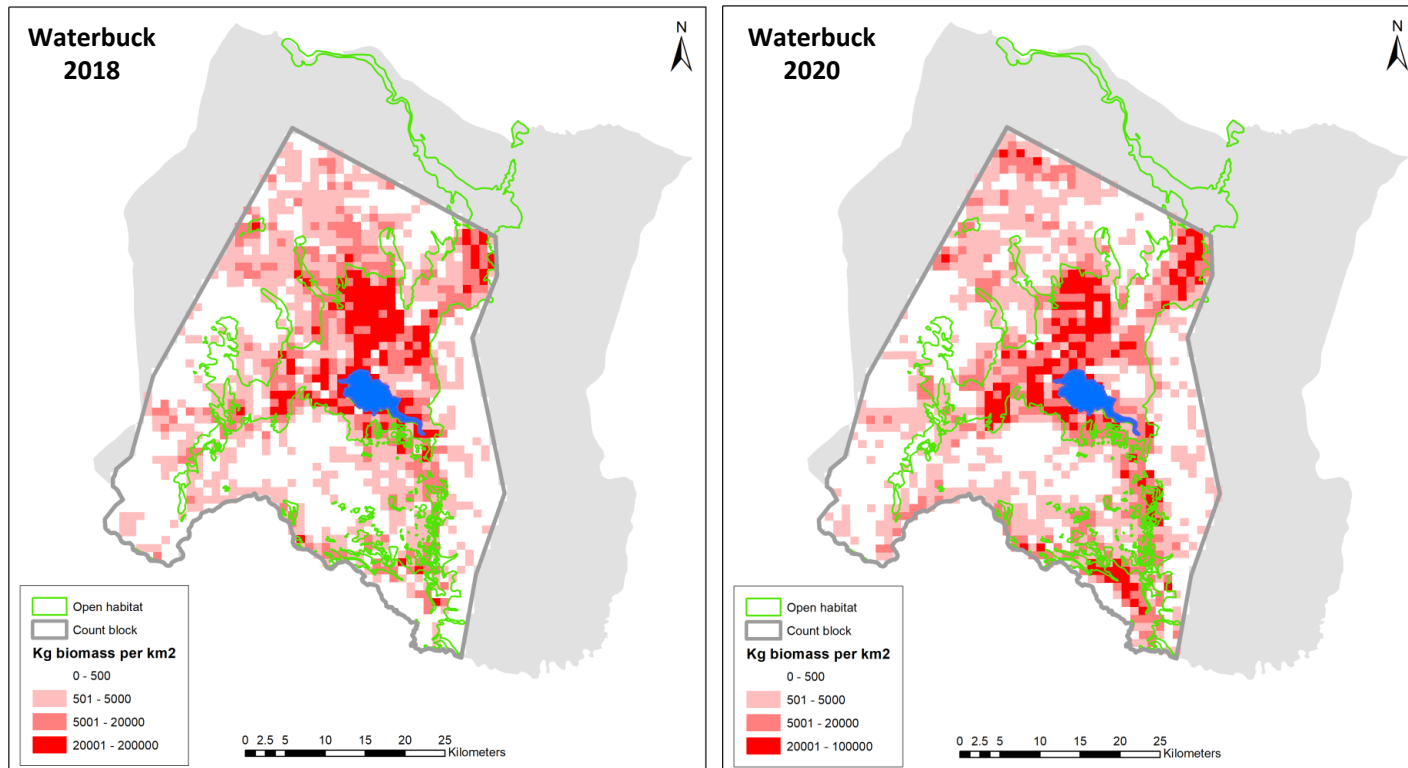 Waterbuck
2018
N
Open habitat
Count block
Kg biomass per km2
0 - 500
501 - 5000
5001 - 20000
20001 - 200000
0 2.5 5 10 15 20 25
Kilometers
Waterbuck
2020
N
Open habitat
Count block
Kg biomass per km2
0 - 500
501 - 5000
5001 - 20000
20001 - 100000
0 2.5 5 10 15 20 25
Kilometers